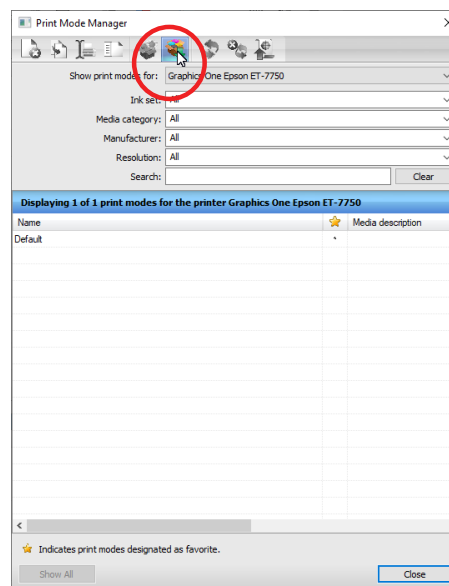 Print Mode Manager
Show print modes for: Graphics One Epson ET-7750
Ink set: All
Media category: All
Manufacturer: All
Resolution: All
Search: Clear
Displaying 1 of 1 print modes for the printer Graphics One Epson ET-7750
Name Media description
Default
Indicates print modes designated as favorite.
Show All Close